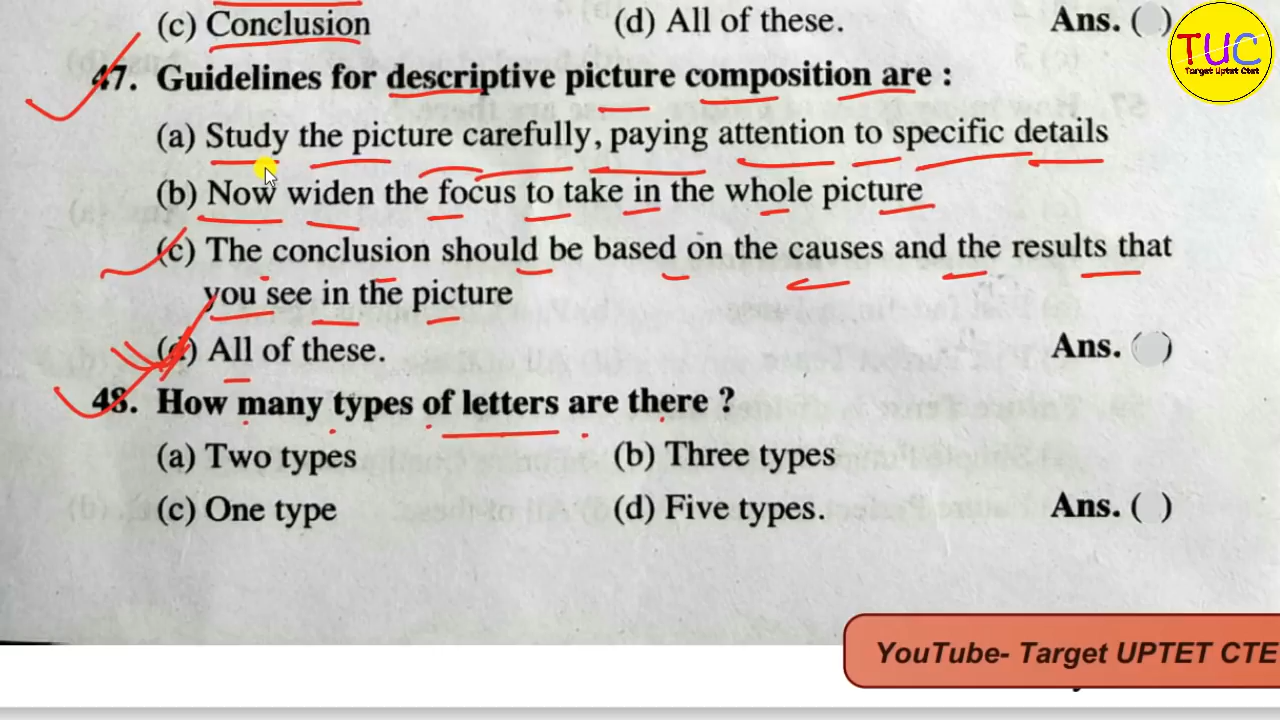 (c) Conclusion (d) All of these. Ans. ( )
TUC
Target Uptet Ctet
47. Guidelines for descriptive picture composition are :
(a) Study the picture carefully, paying attention to specific details
(b) Now widen the focus to take in the whole picture
(c) The conclusion should be based on the causes and the results that
you see in the picture
(d) All of these. Ans. ( )
48. How many types of letters are there ?
(a) Two types (b) Three types
(c) One type (d) Five types. Ans. ( )
YouTube- Target UPTET CTE